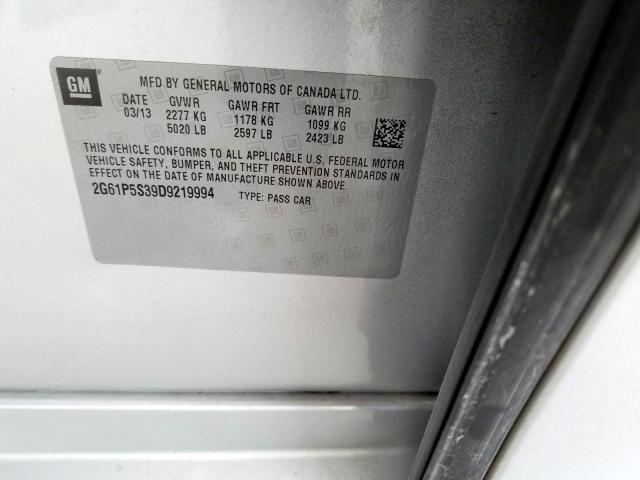 GM
MFD BY GENERAL MOTORS OF CANADA LTD.
DATE GVWR GAWR FRT GAWR RR
03/13 2277 KG 1178 KG 1099 KG
5020 LB 2597 LB 2423 LB
THIS VEHICLE CONFORMS TO ALL APPLICABLE U.S. FEDERAL MOTOR
VEHICLE SAFETY, BUMPER, AND THEFT PREVENTION STANDARDS IN
EFFECT ON THE DATE OF MANUFACTURE SHOWN ABOVE.
2G61P5S39D9219994 TYPE: PASS CAR